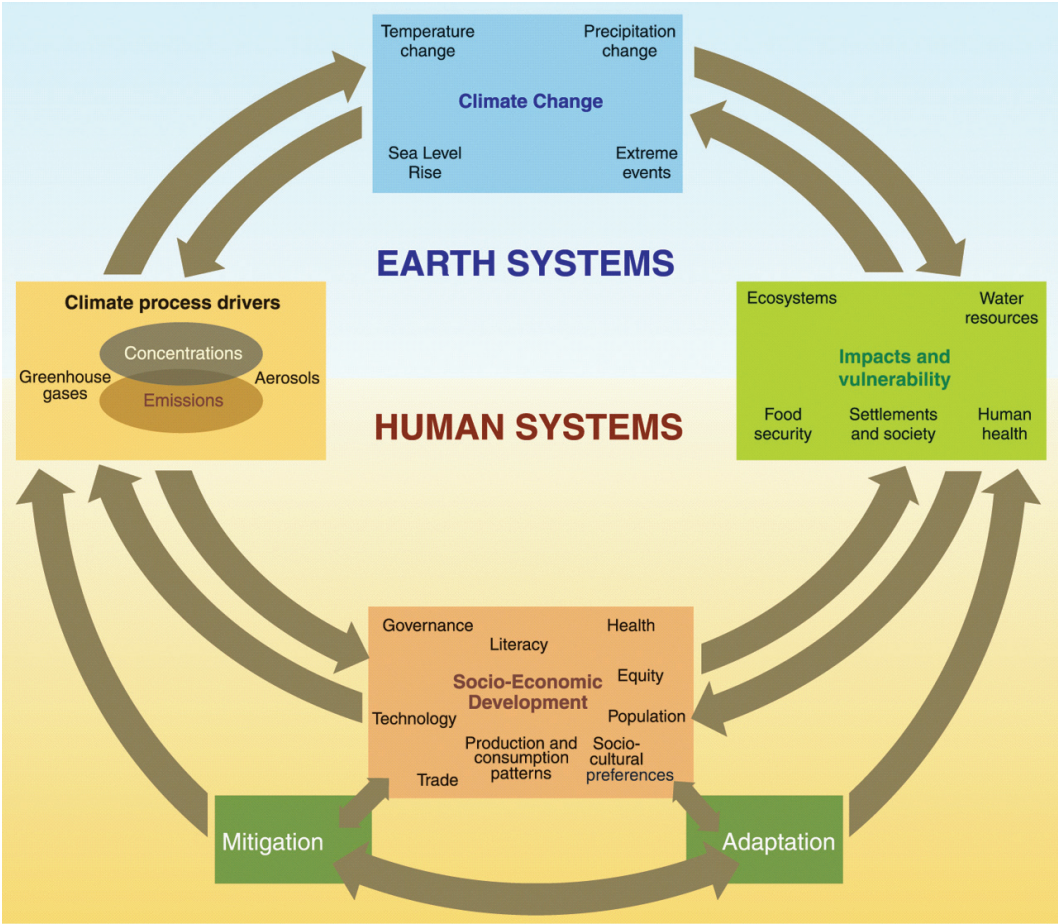 Temperature
change
Precipitation
change
Climate Change
Sea Level
Rise
Extreme
events
EARTH SYSTEMS
Climate process drivers
Concentrations
Greenhouse
gases
Aerosols
Emissions
Ecosystems
Water
resources
Impacts and
vulnerability
Food
security
Settlements
and society
Human
health
HUMAN SYSTEMS
Governance
Literacy
Health
Socio-Economic
Development
Equity
Technology
Population
Production and
consumption
patterns
Socio-
cultural
preferences
Trade
Mitigation
Adaptation